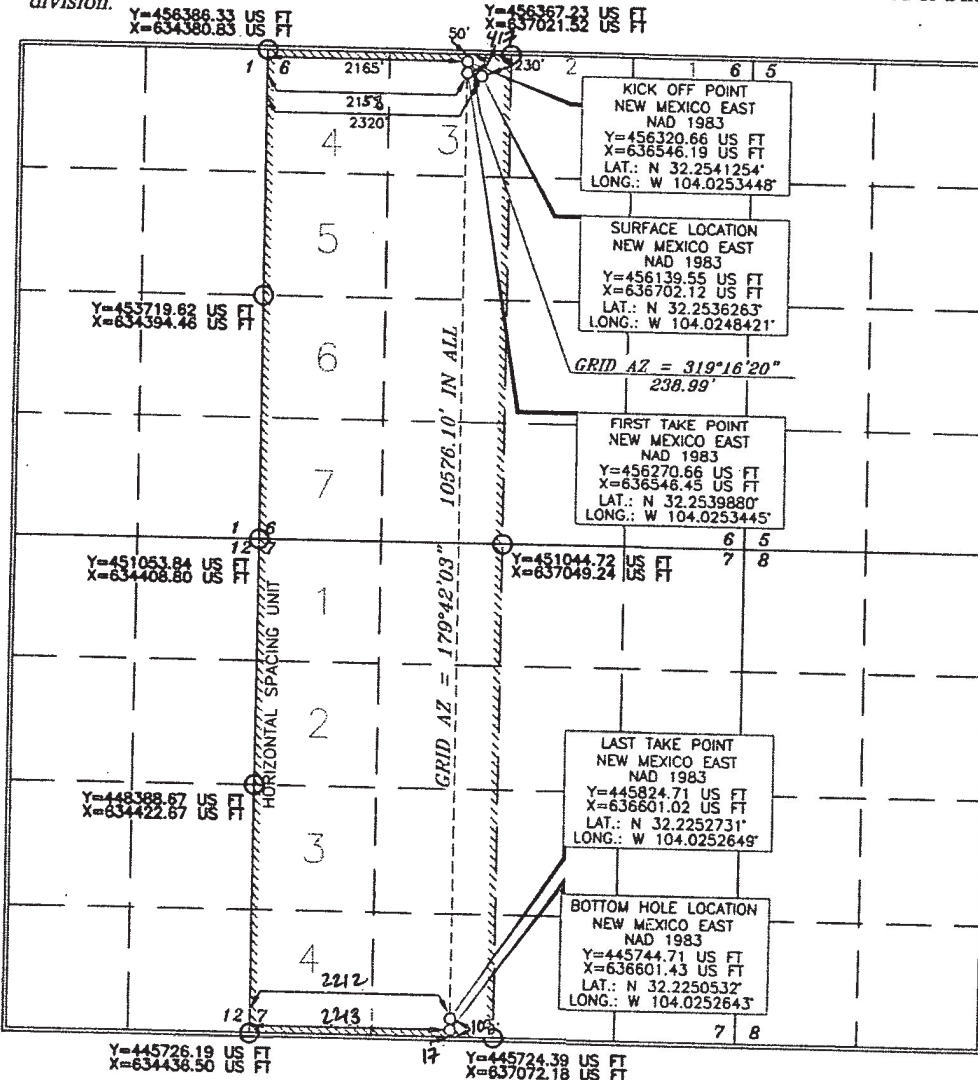 division.
Y=456386.33 US FT
X=634380.83 US FT
Y=456367.23 US FT
X=637021.52 US FT
50'
417
230'
1 6
2165'
2158
2320
2
1
6 5
4
3
KICK OFF POINT
NEW MEXICO EAST
NAD 1983
Y=456320.66 US FT
X=636546.19 US FT
LAT.: N 32.2541254°
LONG.: W 104.0253448°
5
SURFACE LOCATION
NEW MEXICO EAST
NAD 1983
Y=456139.55 US FT
X=636702.12 US FT
LAT.: N 32.2536263°
LONG.: W 104.0248421°
Y=453719.62 US FT
X=634394.46 US FT
6
GRID AZ = 319°16'20"
238.99'
FIRST TAKE POINT
NEW MEXICO EAST
NAD 1983
Y=456270.66 US FT
X=636546.45 US FT
LAT.: N 32.2539880°
LONG.: W 104.0253445°
7
GRID AZ = 179°42'03" 10576.10' IN ALL
1 6
12 7
6 5
7 8
Y=451053.84 US FT
X=634408.80 US FT
Y=451044.72 US FT
X=637049.24 US FT
1
HORIZONTAL SPACING UNIT
2
LAST TAKE POINT
NEW MEXICO EAST
NAD 1983
Y=445824.71 US FT
X=636601.02 US FT
LAT.: N 32.2252731°
LONG.: W 104.0252649°
Y=448388.67 US FT
X=634422.67 US FT
3
BOTTOM HOLE LOCATION
NEW MEXICO EAST
NAD 1983
Y=445744.71 US FT
X=636601.43 US FT
LAT.: N 32.2250532°
LONG.: W 104.0252643°
4
2212
12 7
2213
17
7 8
Y=445726.19 US FT
X=634436.50 US FT
Y=445724.39 US FT
X=637072.18 US FT